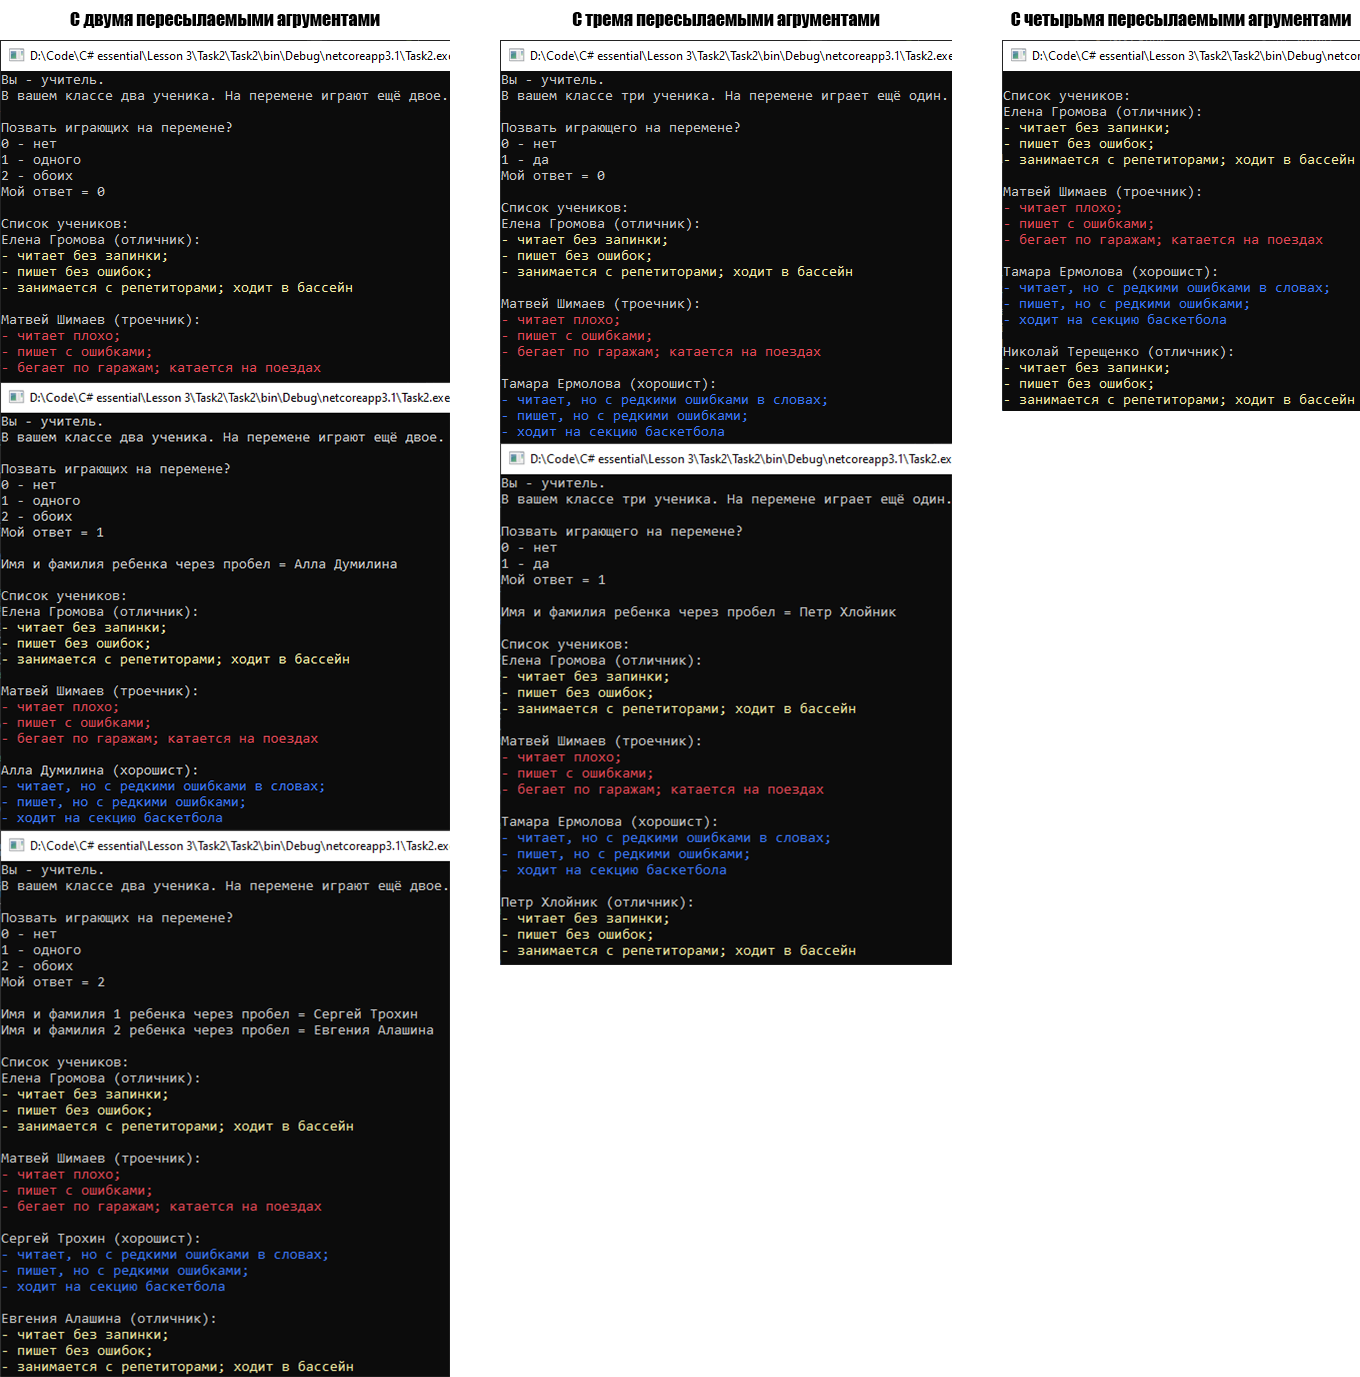 С двумя пересылаемыми агрументами
D:\Code\C# essential\Lesson 3\Task2\Task2\bin\Debug\netcoreapp3.1\Task2.exe
Вы - учитель.
В вашем классе два ученика. На перемене играют ещё двое.
Позвать играющих на перемене?
0 - нет
1 - одного
2 - обоих
Мой ответ = 0
Список учеников:
Елена Громова (отличник):
- читает без запинки;
- пишет без ошибок;
- занимается с репетиторами; ходит в бассейн
Матвей Шимаев (троечник):
- читает плохо;
- пишет с ошибками;
- бегает по гаражам; катается на поездах
D:\Code\C# essential\Lesson 3\Task2\Task2\bin\Debug\netcoreapp3.1\Task2.exe
Вы - учитель.
В вашем классе два ученика. На перемене играют ещё двое.
Позвать играющих на перемене?
0 - нет
1 - одного
2 - обоих
Мой ответ = 1
Имя и фамилия ребенка через пробел = Алла Думилина
Список учеников:
Елена Громова (отличник):
- читает без запинки;
- пишет без ошибок;
- занимается с репетиторами; ходит в бассейн
Матвей Шимаев (троечник):
- читает плохо;
- пишет с ошибками;
- бегает по гаражам; катается на поездах
Алла Думилина (хорошист):
- читает, но с редкими ошибками в словах;
- пишет, но с редкими ошибками;
- ходит на секцию баскетбола
D:\Code\C# essential\Lesson 3\Task2\Task2\bin\Debug\netcoreapp3.1\Task2.exe
Вы - учитель.
В вашем классе два ученика. На перемене играют ещё двое.
Позвать играющих на перемене?
0 - нет
1 - одного
2 - обоих
Мой ответ = 2
Имя и фамилия 1 ребенка через пробел = Сергей Трохин
Имя и фамилия 2 ребенка через пробел = Евгения Алашина
Список учеников:
Елена Громова (отличник):
- читает без запинки;
- пишет без ошибок;
- занимается с репетиторами; ходит в бассейн
Матвей Шимаев (троечник):
- читает плохо;
- пишет с ошибками;
- бегает по гаражам; катается на поездах
Сергей Трохин (хорошист):
- читает, но с редкими ошибками в словах;
- пишет, но с редкими ошибками;
- ходит на секцию баскетбола
Евгения Алашина (отличник):
- читает без запинки;
- пишет без ошибок;
- занимается с репетиторами; ходит в бассейн
С тремя пересылаемыми агрументами
D:\Code\C# essential\Lesson 3\Task2\Task2\bin\Debug\netcoreapp3.1\Task2.exe
Вы - учитель.
В вашем классе три ученика. На перемене играет ещё один.
Позвать играющего на перемене?
0 - нет
1 - да
Мой ответ = 0
Список учеников:
Елена Громова (отличник):
- читает без запинки;
- пишет без ошибок;
- занимается с репетиторами; ходит в бассейн
Матвей Шимаев (троечник):
- читает плохо;
- пишет с ошибками;
- бегает по гаражам; катается на поездах
Тамара Ермолова (хорошист):
- читает, но с редкими ошибками в словах;
- пишет, но с редкими ошибками;
- ходит на секцию баскетбола
D:\Code\C# essential\Lesson 3\Task2\Task2\bin\Debug\netcoreapp3.1\Task2.ex
Вы - учитель.
В вашем классе три ученика. На перемене играет ещё один.
Позвать играющего на перемене?
0 - нет
1 - да
Мой ответ = 1
Имя и фамилия ребенка через пробел = Петр Хлойник
Список учеников:
Елена Громова (отличник):
- читает без запинки;
- пишет без ошибок;
- занимается с репетиторами; ходит в бассейн
Матвей Шимаев (троечник):
- читает плохо;
- пишет с ошибками;
- бегает по гаражам; катается на поездах
Тамара Ермолова (хорошист):
- читает, но с редкими ошибками в словах;
- пишет, но с редкими ошибками;
- ходит на секцию баскетбола
Петр Хлойник (отличник):
- читает без запинки;
- пишет без ошибок;
- занимается с репетиторами; ходит в бассейн
С четырьмя пересылаемыми агрументами
D:\Code\C# essential\Lesson 3\Task2\Task2\bin\Debug\netcor
Список учеников:
Елена Громова (отличник):
- читает без запинки;
- пишет без ошибок;
- занимается с репетиторами; ходит в бассейн
Матвей Шимаев (троечник):
- читает плохо;
- пишет с ошибками;
- бегает по гаражам; катается на поездах
Тамара Ермолова (хорошист):
- читает, но с редкими ошибками в словах;
- пишет, но с редкими ошибками;
- ходит на секцию баскетбола
Николай Терещенко (отличник):
- читает без запинки;
- пишет без ошибок;
- занимается с репетиторами; ходит в бассейн